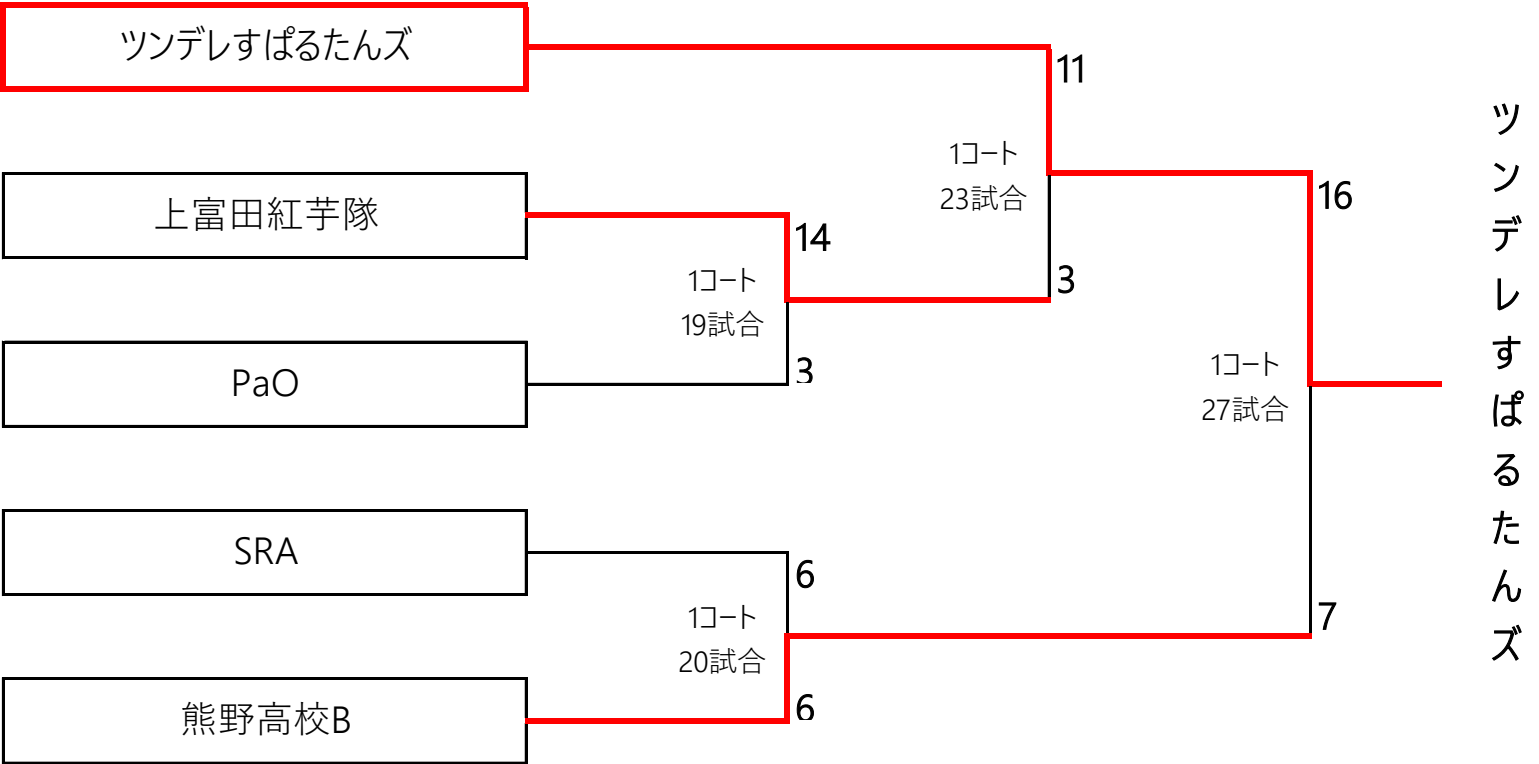 ツンデレすぱるたんズ
11
1コート
23試合
3
上富田紅芋隊
14
1コート
19試合
3
PaO
SRA
6
1コート
20試合
6
熊野高校B
16
1コート
27試合
7
ツンデレすぱるたんズ